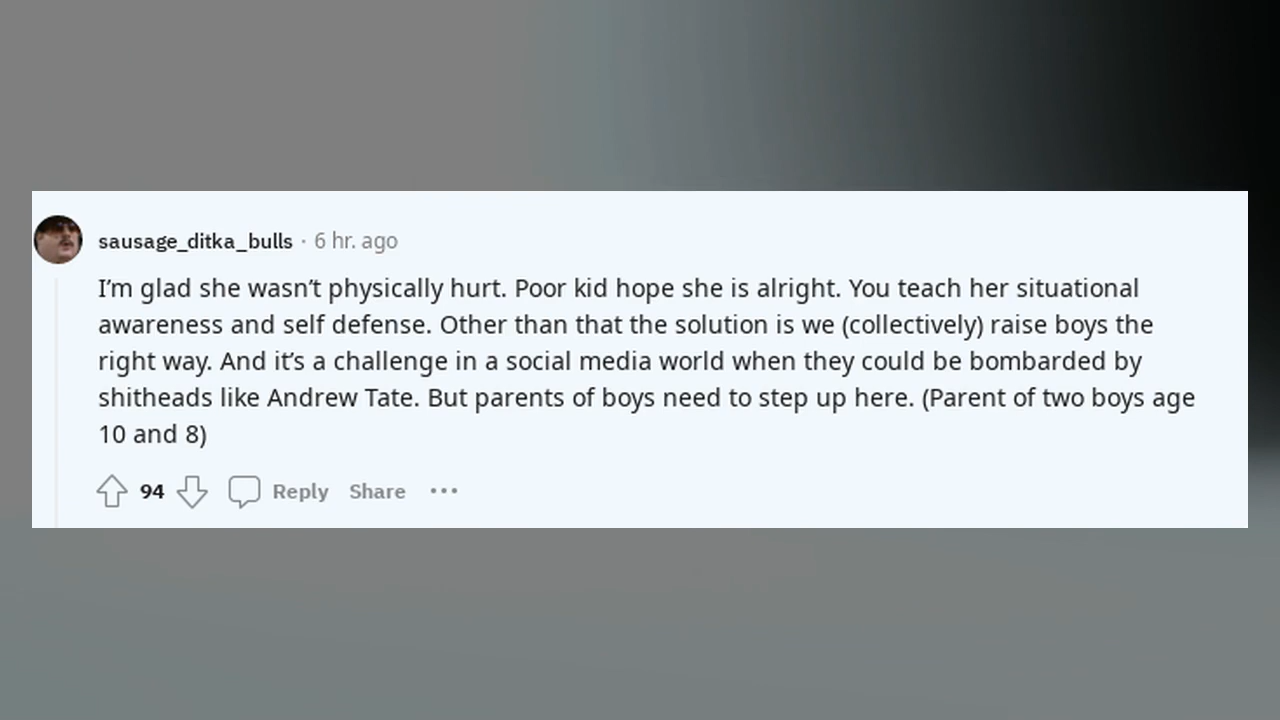 sausage_ditka_bulls · 6 hr. ago
I’m glad she wasn’t physically hurt. Poor kid hope she is alright. You teach her situational
awareness and self defense. Other than that the solution is we (collectively) raise boys the
right way. And it’s a challenge in a social media world when they could be bombarded by
shitheads like Andrew Tate. But parents of boys need to step up here. (Parent of two boys age
10 and 8)
94 Reply Share •••